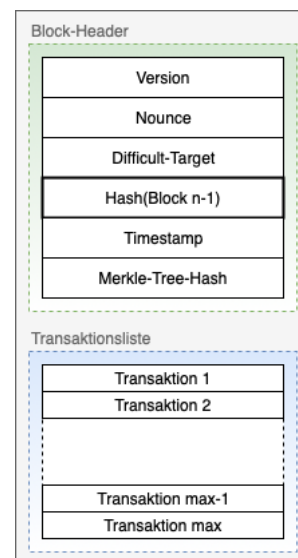 Block-Header
Version
Nounce
Difficult-Target
Hash(Block n-1)
Timestamp
Merkle-Tree-Hash
Transaktionsliste
Transaktion 1
Transaktion 2
Transaktion max-1
Transaktion max